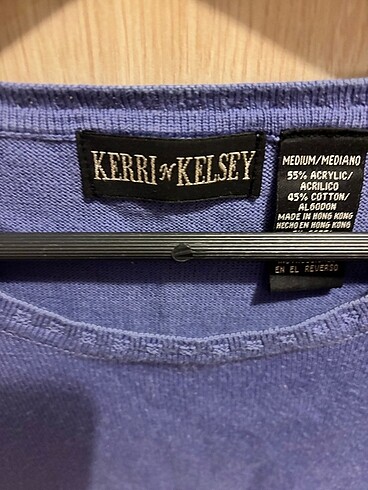 KERRI N KELSEY
MEDIUM/MEDIANO
55% ACRYLIC/
ACRILICO
45% COTTON/
ALGODON
MADE IN HONG KONG
HECHO EN HONG KONG
EN EL REVERSO